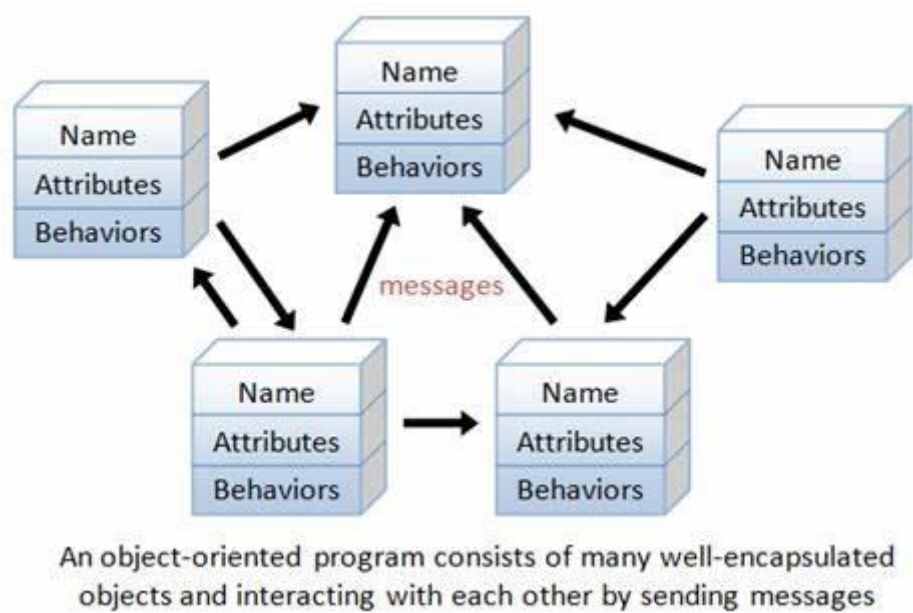 Name
Attributes
Behaviors
Name
Attributes
Behaviors
Name
Attributes
Behaviors
messages
Name
Attributes
Behaviors
Name
Attributes
Behaviors
An object-oriented program consists of many well-encapsulated
objects and interacting with each other by sending messages